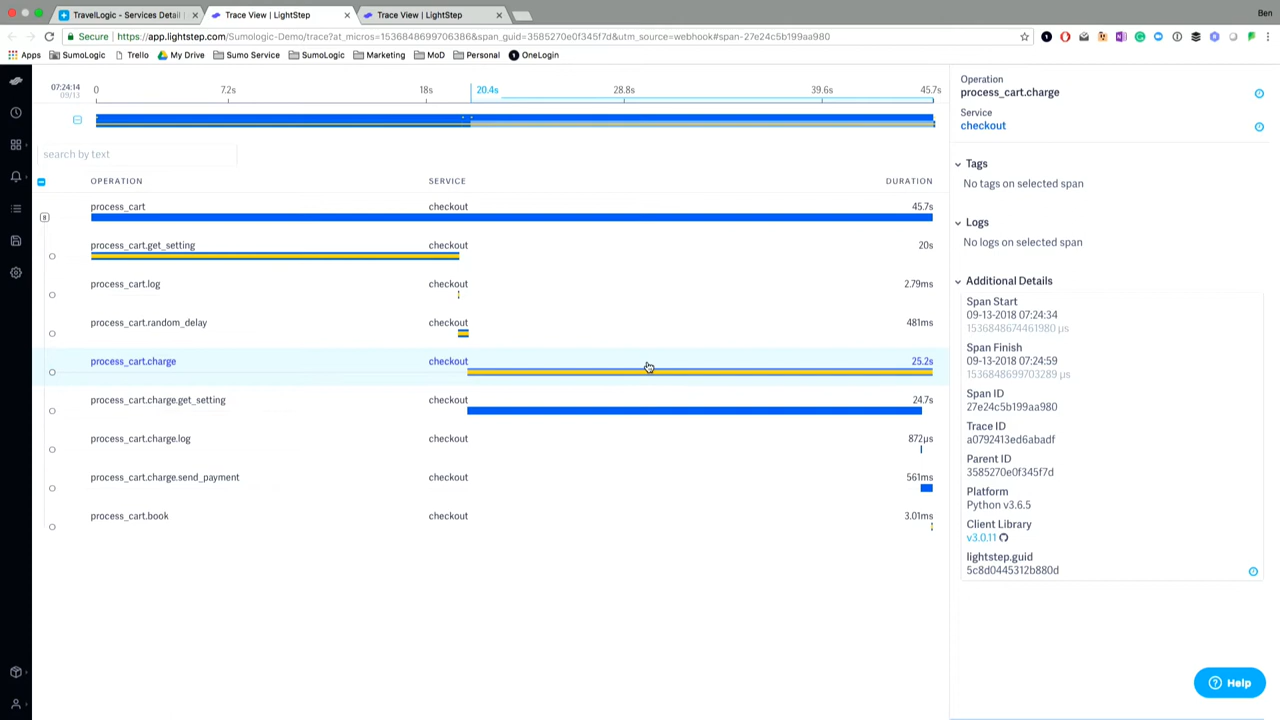 TravelLogic - Services Detail
Trace View | LightStep
Trace View | LightStep
Ben
Secure
https://app.lightstep.com/Sumologic-Demo/trace?at_micros=1536848699706386&span_guid=3585270e0f345f7d&utm_source=webhook#span-27e24c5b199aa980
Apps
SumoLogic
Trello
My Drive
Sumo Service
SumoLogic
Marketing
MoD
Personal
OneLogin
07:24:14
09/13
0
7.2s
18s
20.4s
28.8s
39.6s
45.7s
search by text
OPERATION SERVICE DURATION
process_cart checkout 45.7s
8
process_cart.get_setting checkout 20s
process_cart.log checkout 2.79ms
process_cart.random_delay checkout 481ms
process_cart.charge checkout 25.2s
process_cart.charge.get_setting checkout 24.7s
process_cart.charge.log checkout 872µs
process_cart.charge.send_payment checkout 561ms
process_cart.book checkout 3.01ms
Operation
process_cart.charge
Service
checkout
Tags
No tags on selected span
Logs
No logs on selected span
Additional Details
Span Start
09-13-2018 07:24:34
1536848674461980 µs
Span Finish
09-13-2018 07:24:59
1536848699703289 µs
Span ID
27e24c5b199aa980
Trace ID
a0792413ed6abadf
Parent ID
3585270e0f345f7d
Platform
Python v3.6.5
Client Library
v3.0.11
lightstep.guid
5c8d0445312b880d
Help